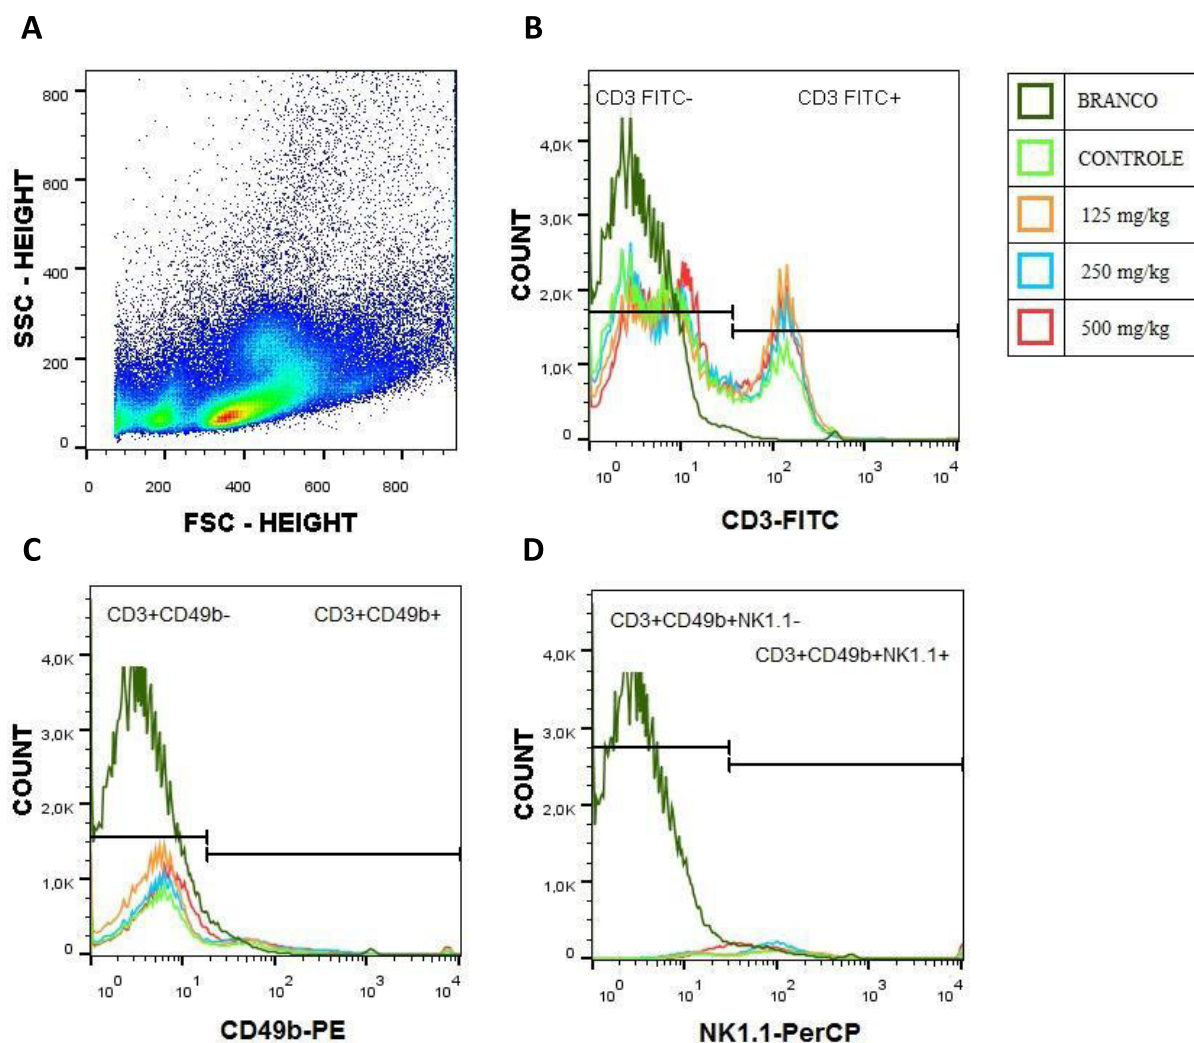 A
800
600
400
200
0
SSC - HEIGHT
0 200 400 600 800
FSC - HEIGHT
B
CD3 FITC- CD3 FITC+
4,0K
3,0K
2,0K
1,0K
0
COUNT
10^0 10^1 10^2 10^3 10^4
CD3-FITC
BRANCO
CONTROLE
125 mg/kg
250 mg/kg
500 mg/kg
C
CD3+CD49b- CD3+CD49b+
4,0K
3,0K
2,0K
1,0K
0
COUNT
10^0 10^1 10^2 10^3 10^4
CD49b-PE
D
CD3+CD49b+NK1.1-
CD3+CD49b+NK1.1+
4,0K
3,0K
2,0K
1,0K
0
COUNT
10^0 10^1 10^2 10^3 10^4
NK1.1-PerCP